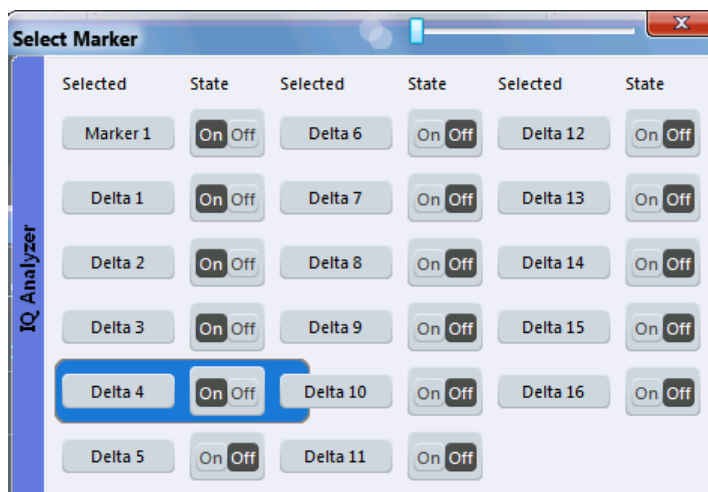 Select Marker
IQ Analyzer
Selected State Selected State Selected State
Marker 1 On Off Delta 6 On Off Delta 12 On Off
Delta 1 On Off Delta 7 On Off Delta 13 On Off
Delta 2 On Off Delta 8 On Off Delta 14 On Off
Delta 3 On Off Delta 9 On Off Delta 15 On Off
Delta 4 On Off Delta 10 On Off Delta 16 On Off
Delta 5 On Off Delta 11 On Off